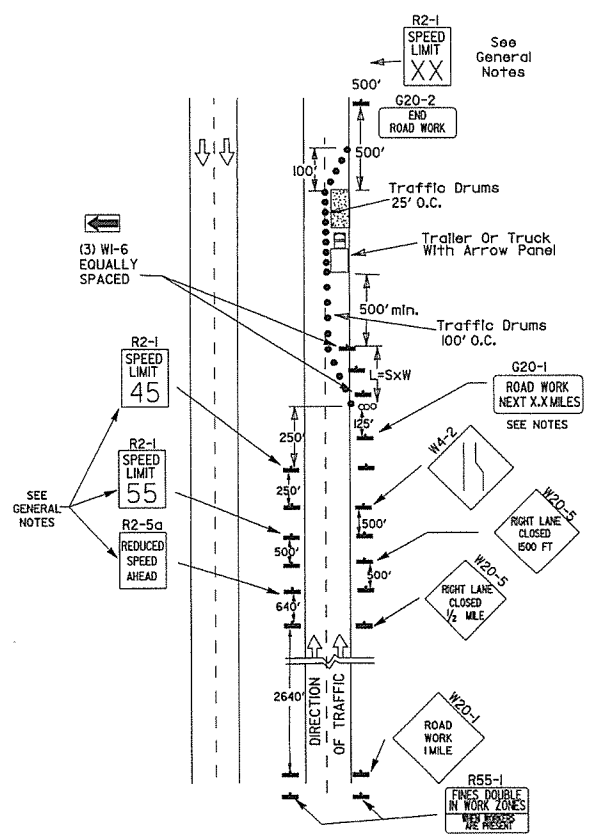 R2-1
SPEED
LIMIT
XX
See
General
Notes
500'
G20-2
END
ROAD WORK
500'
100'
Traffic Drums
25' O.C.
Trailer Or Truck
With Arrow Panel
(3) WI-6
EQUALLY
SPACED
500' min.
Traffic Drums
100' O.C.
R2-1
SPEED
LIMIT
45
L=SxW
G20-1
ROAD WORK
NEXT X.X MILES
SEE NOTES
125'
250'
W4-2
R2-1
SPEED
LIMIT
55
250'
SEE
GENERAL
NOTES
500'
W20-5
RIGHT LANE
CLOSED
1500 FT
R2-5a
REDUCED
SPEED
AHEAD
500'
500'
W20-5
RIGHT LANE
CLOSED
1/2 MILE
640'
2640'
DIRECTION
OF TRAFFIC
W20-1
ROAD
WORK
1 MILE
R55-1
FINES DOUBLE
IN WORK ZONES
WHEN WORKERS
ARE PRESENT